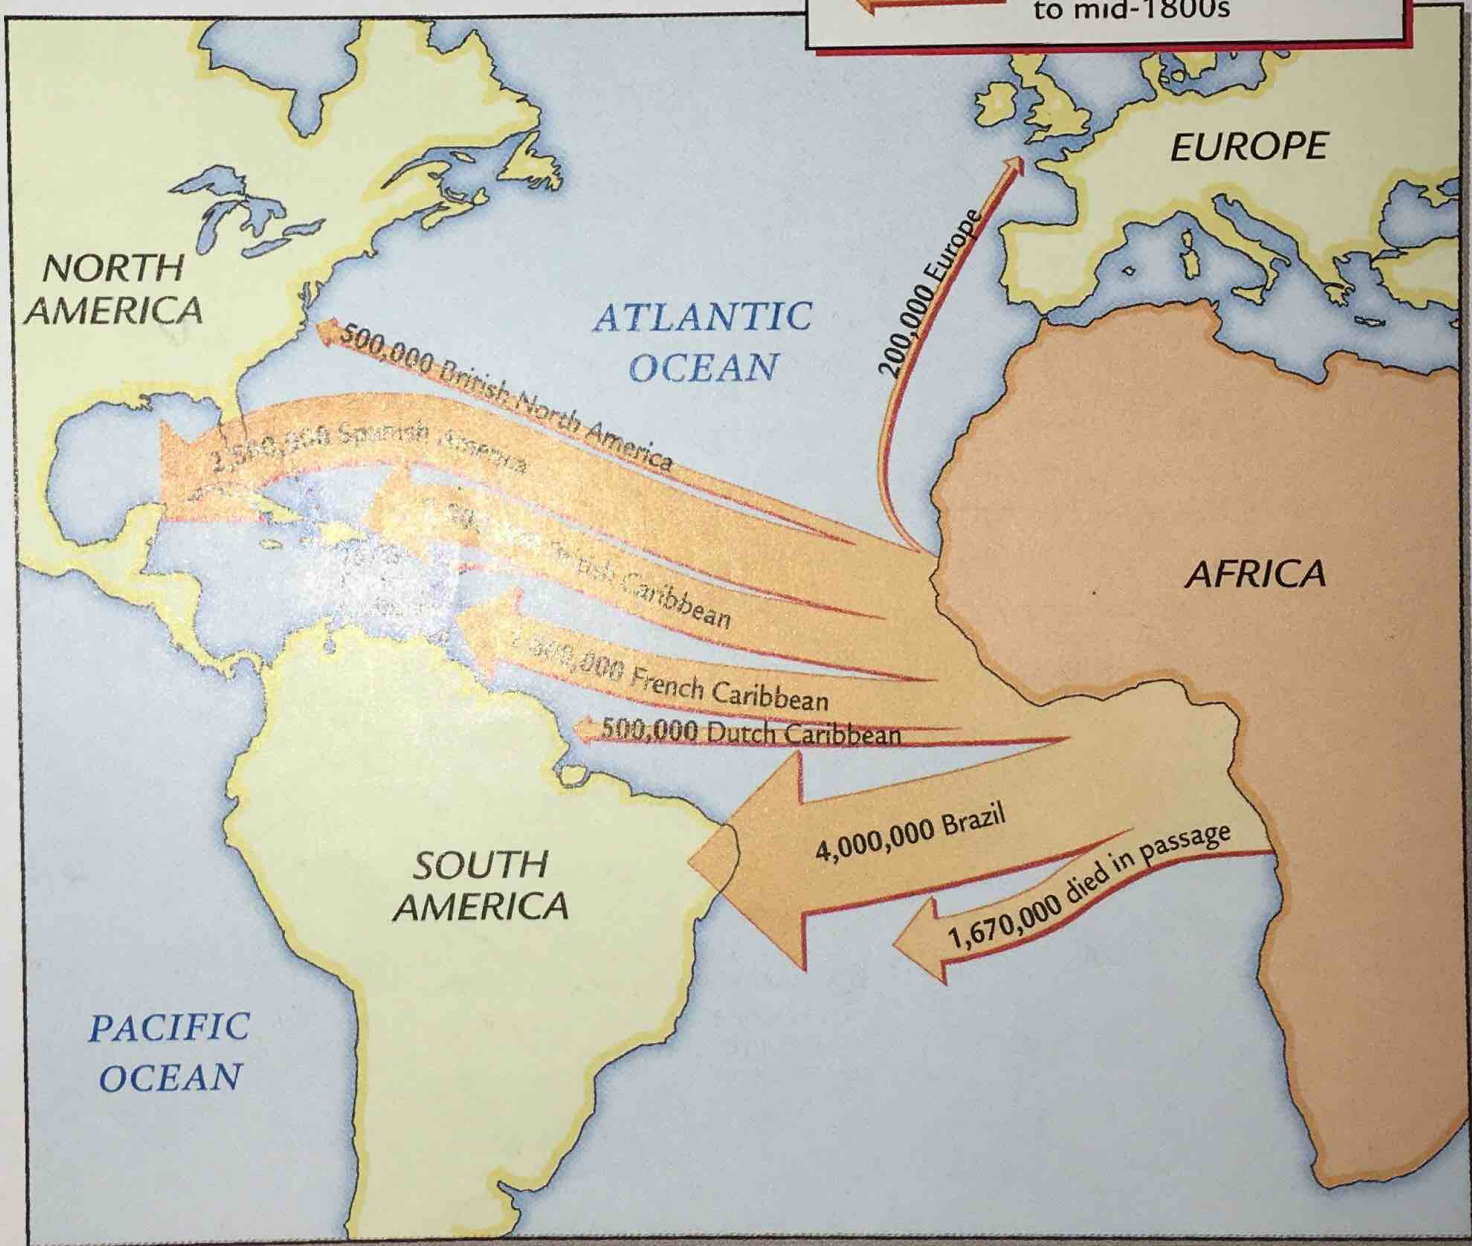 to mid-1800s
EUROPE
NORTH
AMERICA
ATLANTIC
OCEAN
200,000 Europe
500,000 British North America
Spanish America
British Caribbean
French Caribbean
500,000 Dutch Caribbean
AFRICA
4,000,000 Brazil
1,670,000 died in passage
SOUTH
AMERICA
PACIFIC
OCEAN